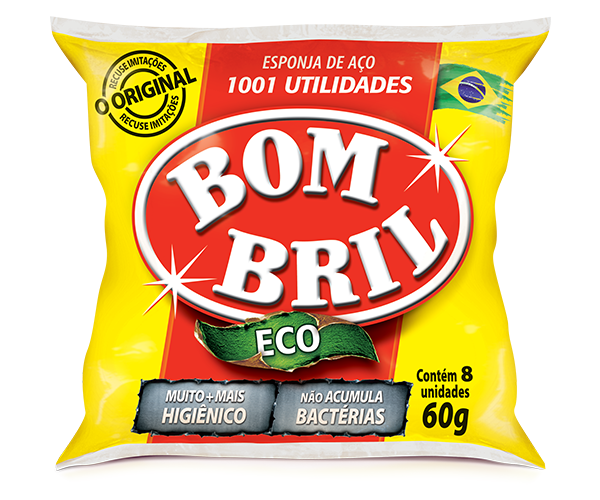 RECUSE IMITAÇÕES
O ORIGINAL
RECUSE IMITAÇÕES
ESPONJA DE AÇO
1001 UTILIDADES
BOM
BRIL
ECO
MUITO + MAIS
HIGIÊNICO
NÃO ACUMULA
BACTÉRIAS
Contém 8
unidades
60g